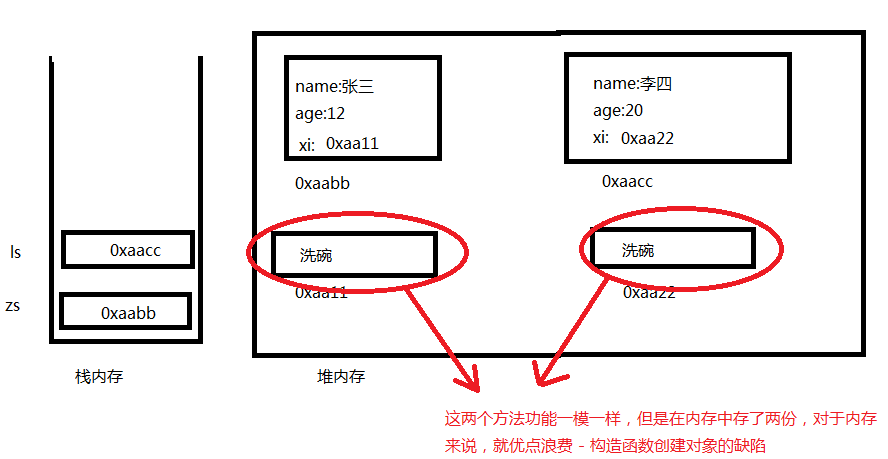 name:张三
age:12
xi: 0xaa11
0xaabb
name:李四
age:20
xi: 0xaa22
0xaacc
ls
0xaacc
zs
0xaabb
洗碗
0xaa11
洗碗
0xaa22
栈内存
堆内存
这两个方法功能一模一样，但是在内存中存了两份，对于内存
来说，就优点浪费 - 构造函数创建对象的缺陷